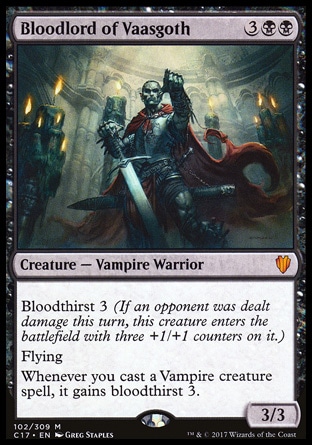 Bloodlord of Vaasgoth 3
Creature — Vampire Warrior
Bloodthirst 3 (If an opponent was dealt
damage this turn, this creature enters the
battlefield with three +1/+1 counters on it.)
Flying
Whenever you cast a Vampire creature
spell, it gains bloodthirst 3.
3/3
102/309 M
C17 • EN GREG STAPLES
™ & © 2017 Wizards of the Coast